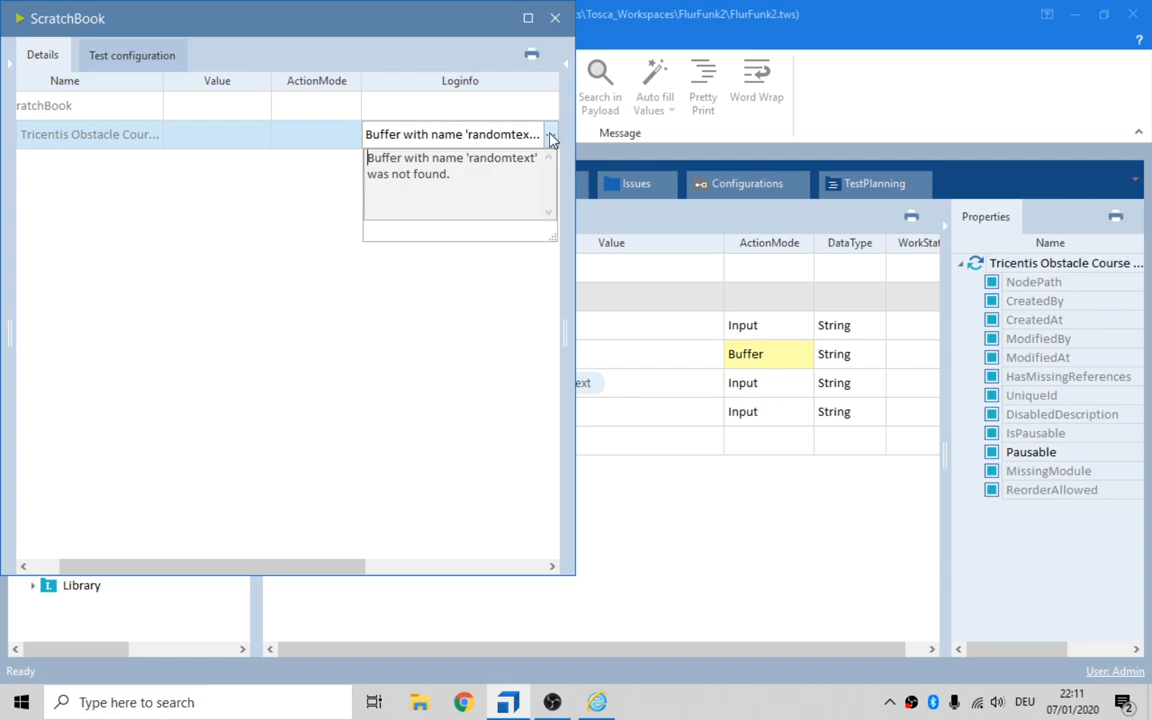 ScratchBook
ts\Tosca_Workspaces\FlurFunk2\FlurFunk2.tws)
?
Details
Test configuration
Name
Value
ActionMode
Loginfo
ratchBook
Tricentis Obstacle Cour...
Buffer with name 'randomtex...
Buffer with name 'randomtext'
was not found.
Search in
Payload
Auto fill
Values
Pretty
Print
Word Wrap
Message
Issues
Configurations
TestPlanning
Value
ActionMode
DataType
WorkStat
Input
String
Buffer
String
ext
Input
String
Input
String
Properties
Name
Tricentis Obstacle Course ...
NodePath
CreatedBy
CreatedAt
ModifiedBy
ModifiedAt
HasMissingReferences
UniqueId
DisabledDescription
IsPausable
Pausable
MissingModule
ReorderAllowed
L Library
Ready
User: Admin
Type here to search
DEU
22:11
07/01/2020
2